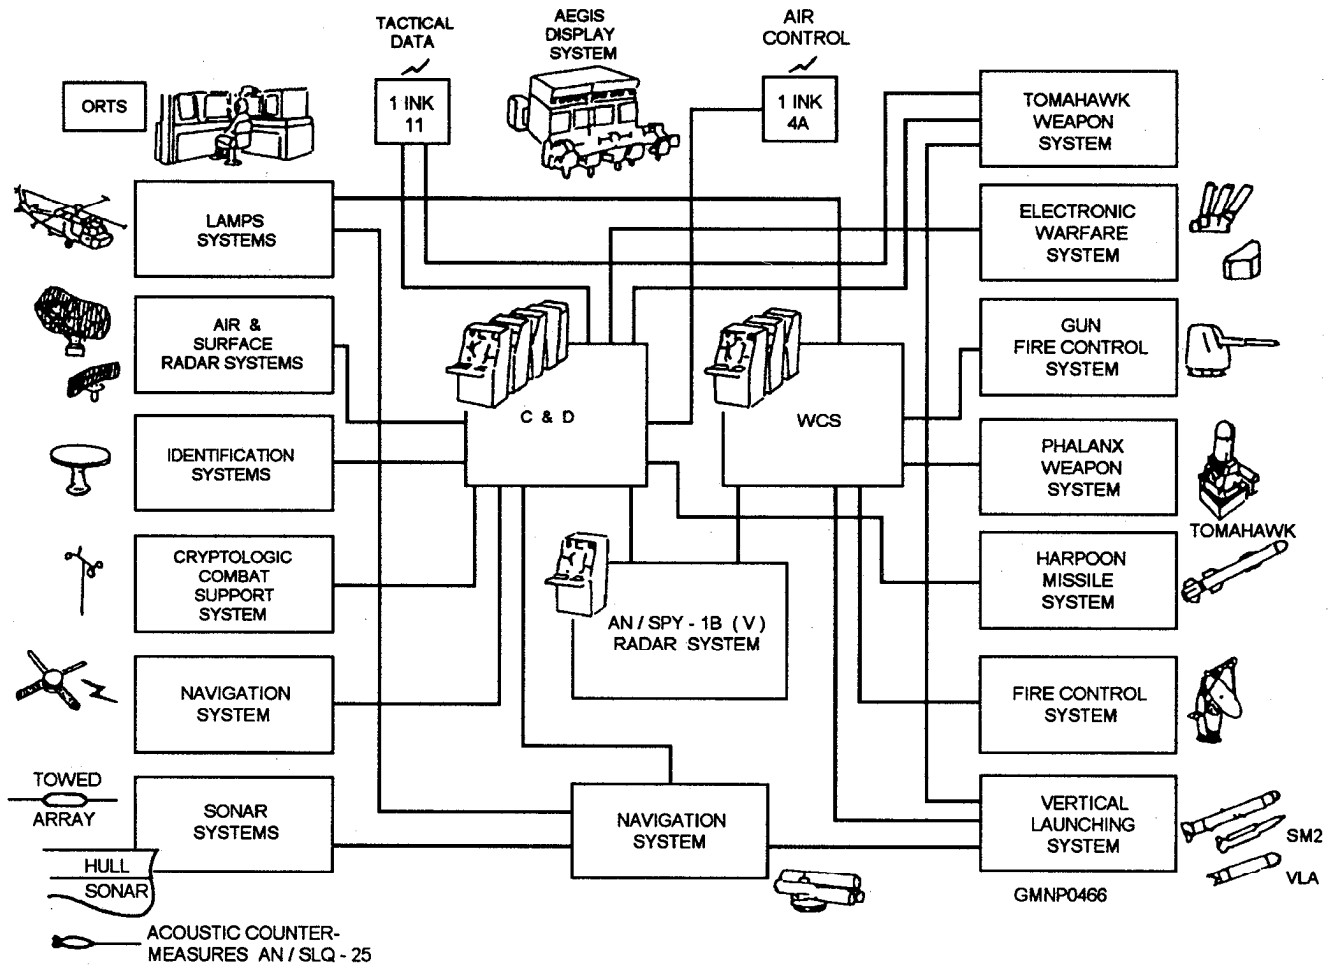 TACTICAL
DATA
AEGIS
DISPLAY
SYSTEM
AIR
CONTROL
ORTS
1 INK
11
1 INK
4A
TOMAHAWK
WEAPON
SYSTEM
LAMPS
SYSTEMS
ELECTRONIC
WARFARE
SYSTEM
AIR &
SURFACE
RADAR SYSTEMS
GUN
FIRE CONTROL
SYSTEM
C & D
WCS
IDENTIFICATION
SYSTEMS
PHALANX
WEAPON
SYSTEM
TOMAHAWK
CRYPTOLOGIC
COMBAT
SUPPORT
SYSTEM
AN / SPY - 1B ( V )
RADAR SYSTEM
HARPOON
MISSILE
SYSTEM
NAVIGATION
SYSTEM
FIRE CONTROL
SYSTEM
TOWED
ARRAY
SONAR
SYSTEMS
NAVIGATION
SYSTEM
VERTICAL
LAUNCHING
SYSTEM
SM2
VLA
HULL
SONAR
GMNP0466
ACOUSTIC COUNTER-
MEASURES AN / SLQ - 25